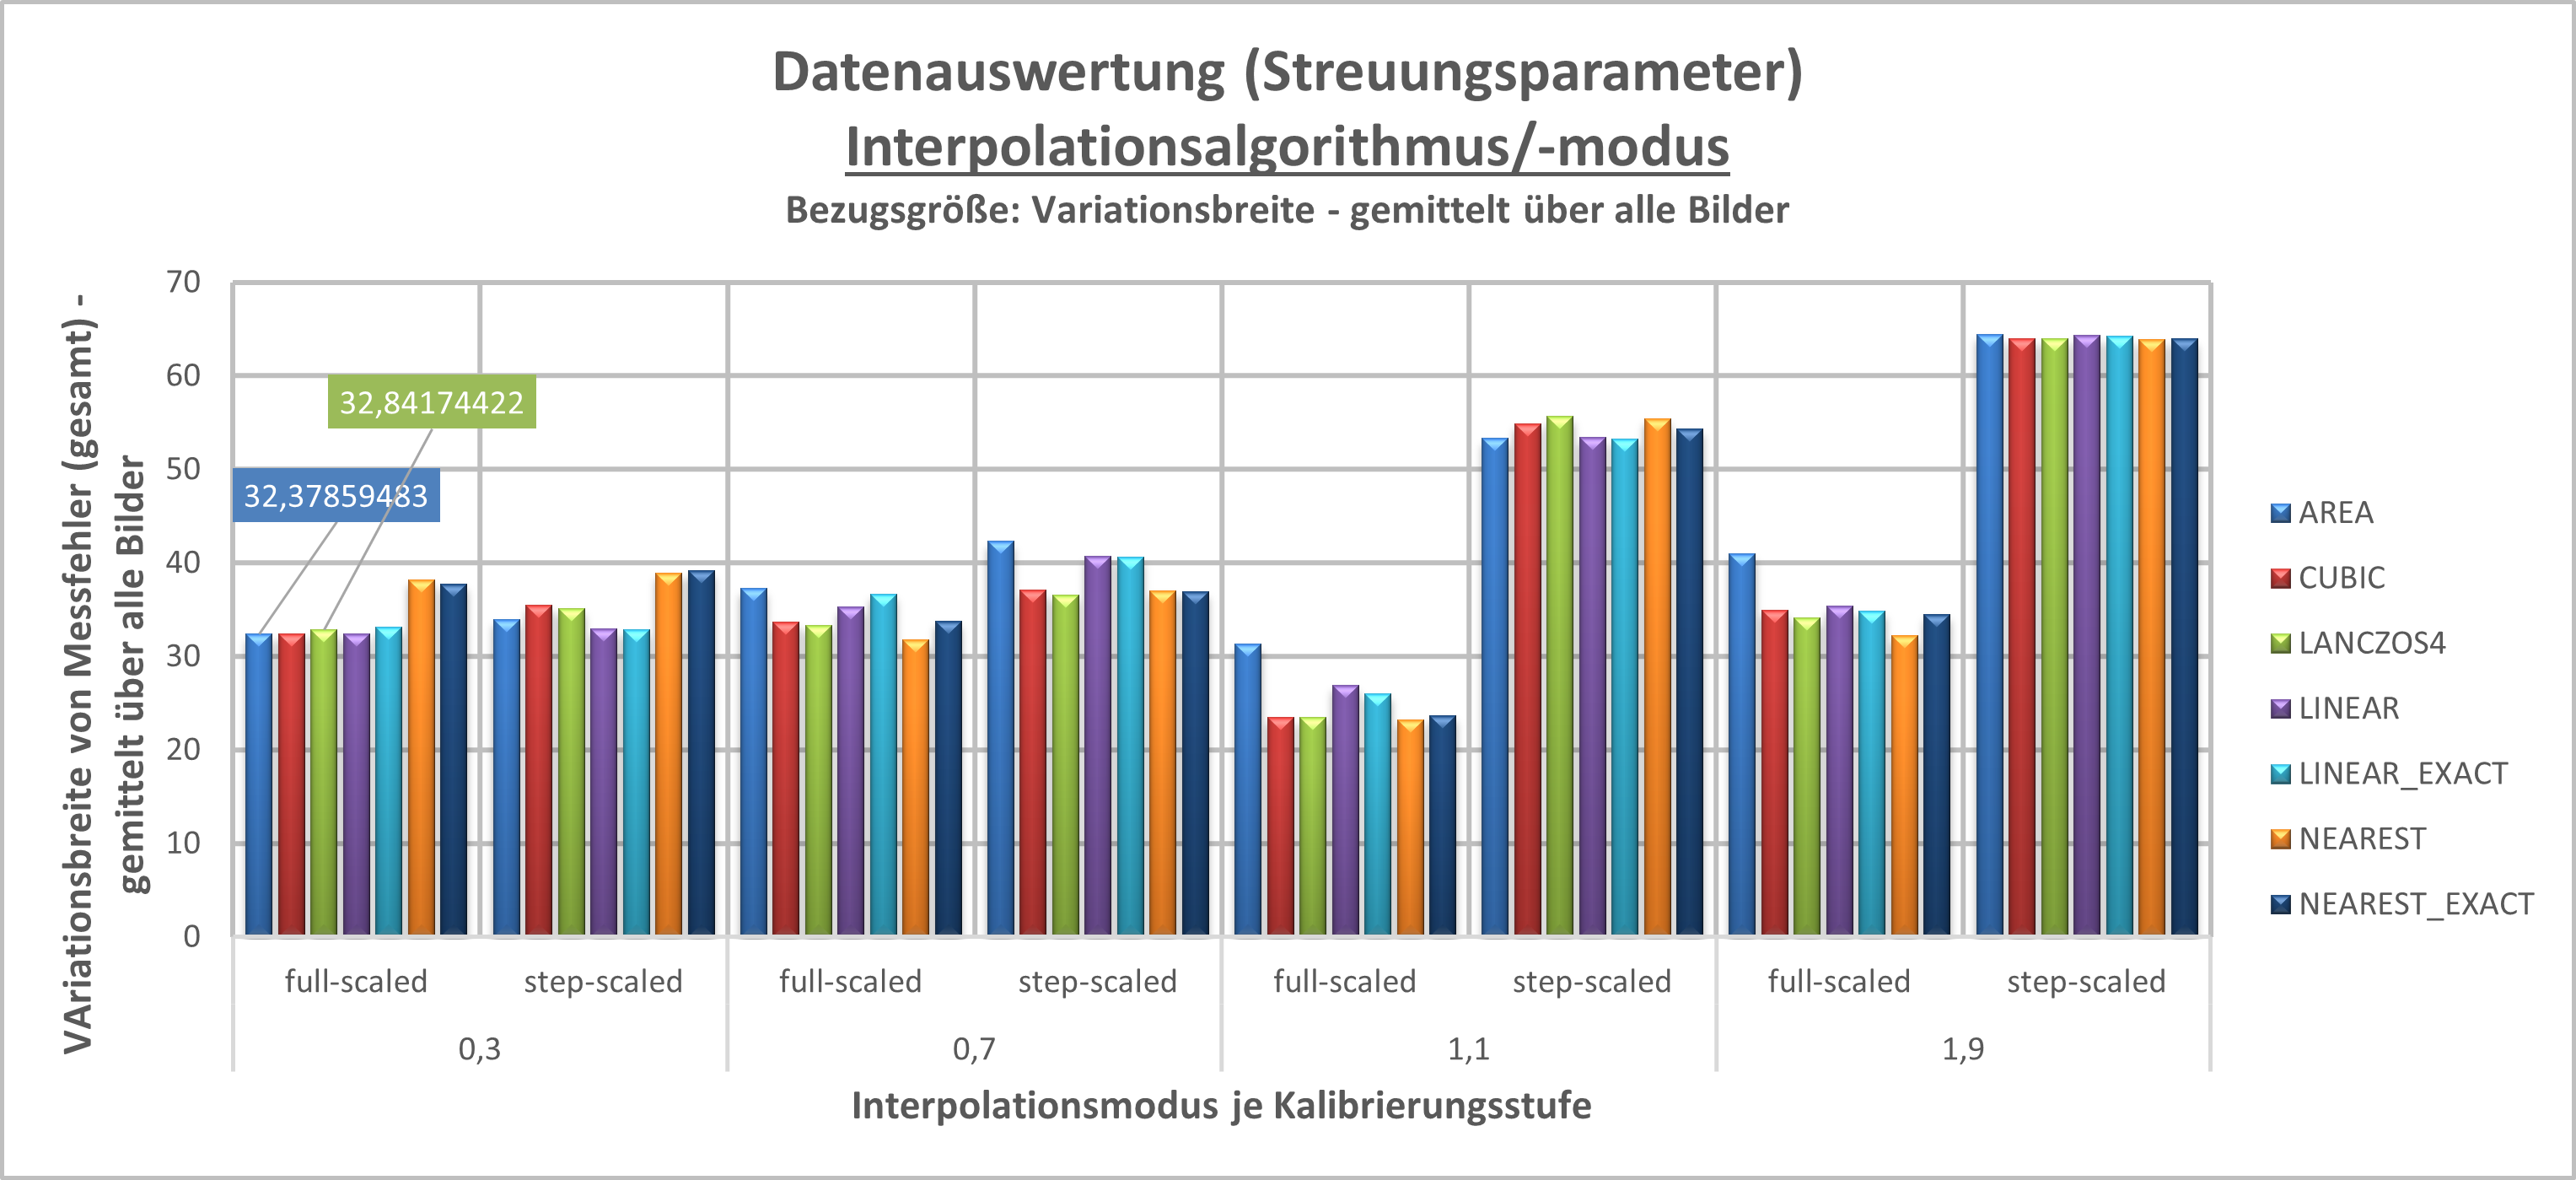 Datenauswertung (Streuungsparameter)
Interpolationsalgorithmus/-modus
Bezugsgröße: Variationsbreite - gemittelt über alle Bilder
VAriationsbreite von Messfehler (gesamt) -
gemittelt über alle Bilder
70
60
50
40
30
20
10
0
32,84174422
32,37859483
full-scaled
step-scaled
full-scaled
step-scaled
full-scaled
step-scaled
full-scaled
step-scaled
0,3
0,7
1,1
1,9
Interpolationsmodus je Kalibrierungsstufe
AREA
CUBIC
LANCZOS4
LINEAR
LINEAR_EXACT
NEAREST
NEAREST_EXACT